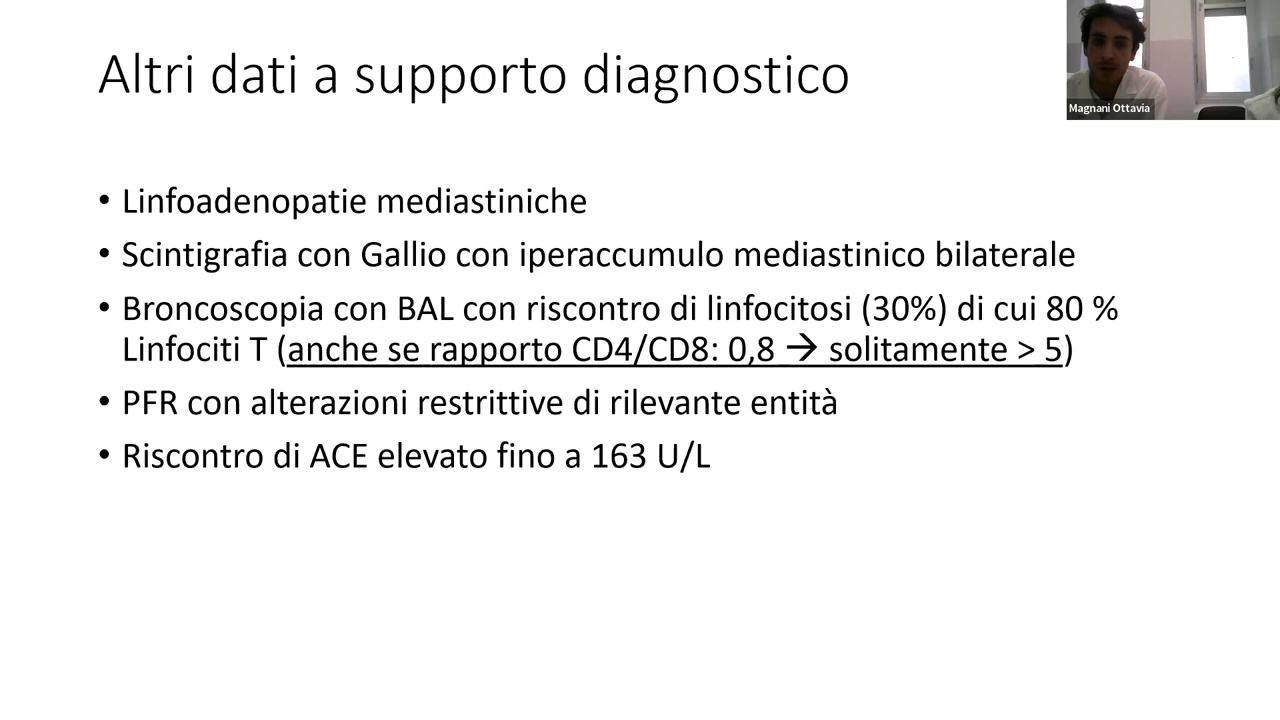 Altri dati a supporto diagnostico
Magnani Ottavia
• Linfoadenopatie mediastiniche
• Scintigrafia con Gallio con iperaccumulo mediastinico bilaterale
• Broncoscopia con BAL con riscontro di linfocitosi (30%) di cui 80 %
Linfociti T (anche se rapporto CD4/CD8: 0,8 → solitamente > 5)
• PFR con alterazioni restrittive di rilevante entità
• Riscontro di ACE elevato fino a 163 U/L